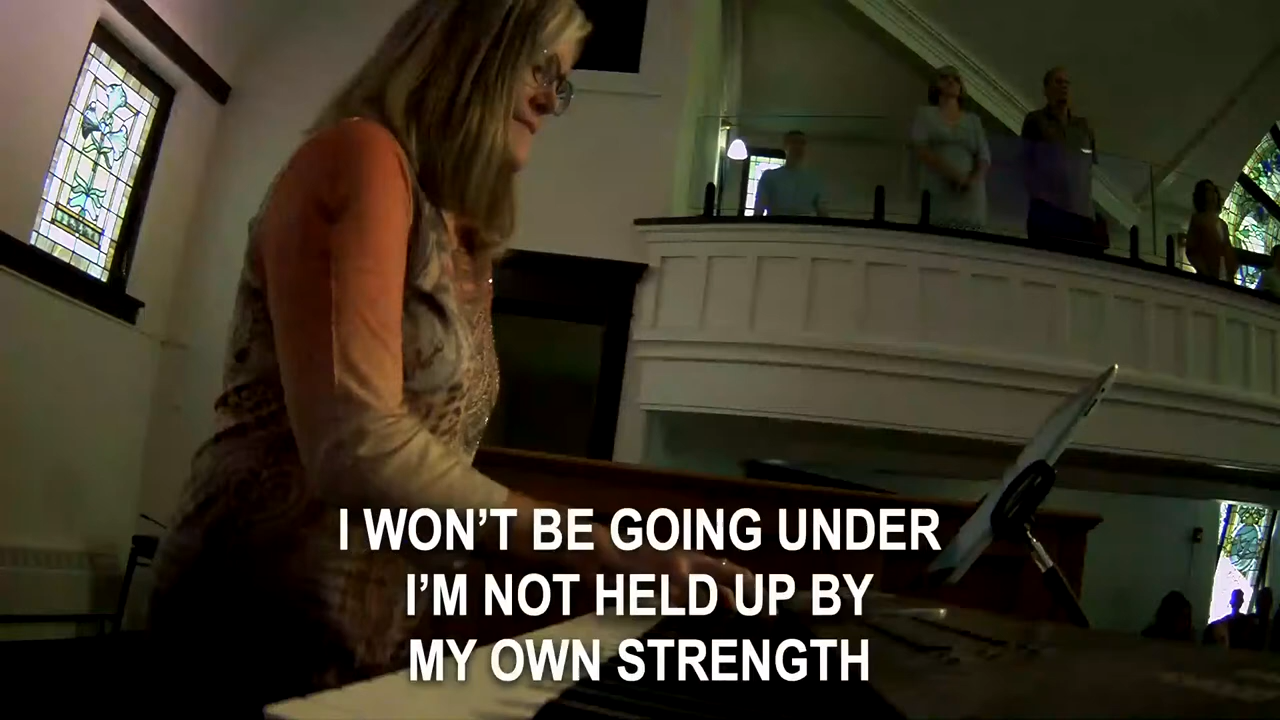 I WON’T BE GOING UNDER
I’M NOT HELD UP BY
MY OWN STRENGTH